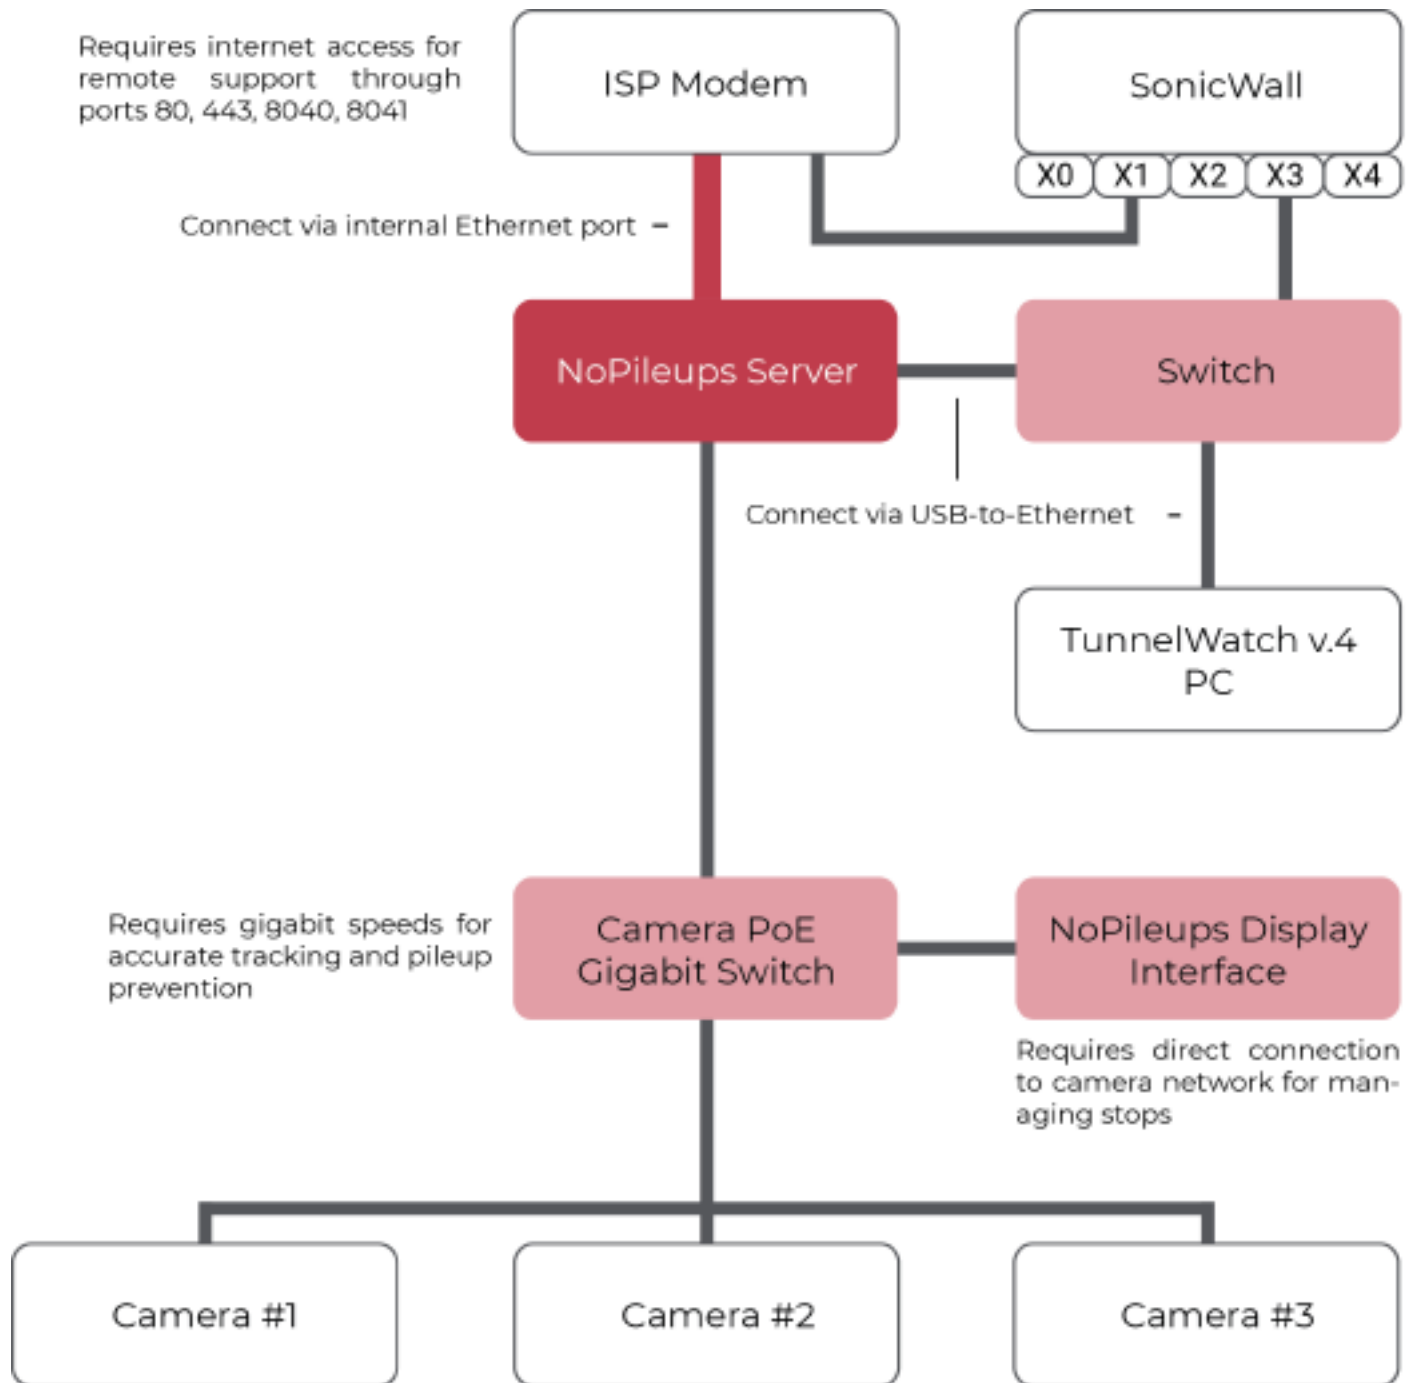 Requires internet access for
remote support through
ports 80, 443, 8040, 8041
ISP Modem
SonicWall
X0 X1 X2 X3 X4
Connect via internal Ethernet port –
NoPileups Server
Switch
Connect via USB-to-Ethernet –
TunnelWatch v.4
PC
Requires gigabit speeds for
accurate tracking and pileup
prevention
Camera PoE
Gigabit Switch
NoPileups Display
Interface
Requires direct connection
to camera network for man-
aging stops
Camera #1
Camera #2
Camera #3